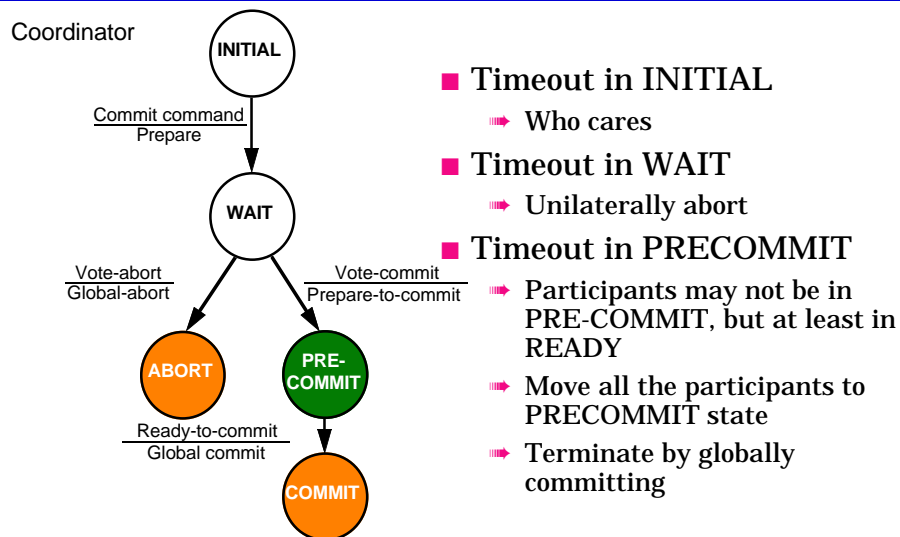 Coordinator
INITIAL
Commit command
Prepare
WAIT
Vote-abort
Global-abort
Vote-commit
Prepare-to-commit
ABORT
PRE-
COMMIT
Ready-to-commit
Global commit
COMMIT
Timeout in INITIAL
Who cares
Timeout in WAIT
Unilaterally abort
Timeout in PRECOMMIT
Participants may not be in
PRE-COMMIT, but at least in
READY
Move all the participants to
PRECOMMIT state
Terminate by globally
committing